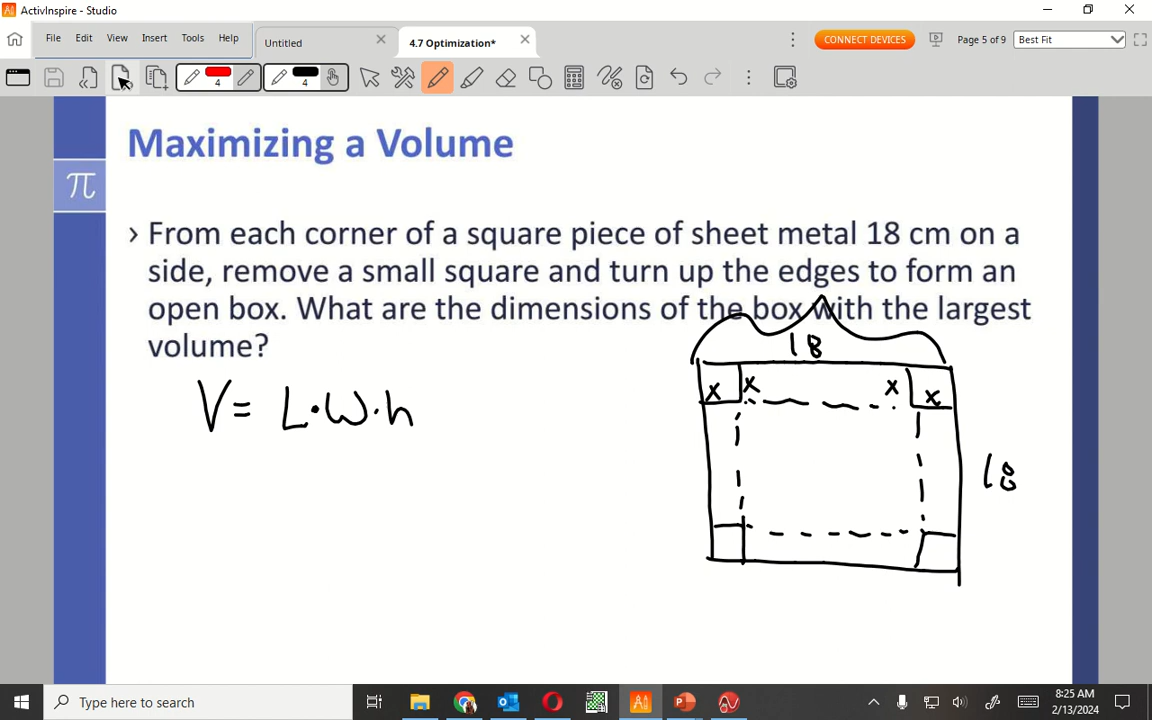 ActivInspire - Studio
File Edit View Insert Tools Help
Untitled
4.7 Optimization*
CONNECT DEVICES
Page 5 of 9
Best Fit
4
4
π
Maximizing a Volume
› From each corner of a square piece of sheet metal 18 cm on a
side, remove a small square and turn up the edges to form an
open box. What are the dimensions of the box with the largest
volume?
18
V = L·W·h
x x x x
18
Type here to search
8:25 AM
2/13/2024